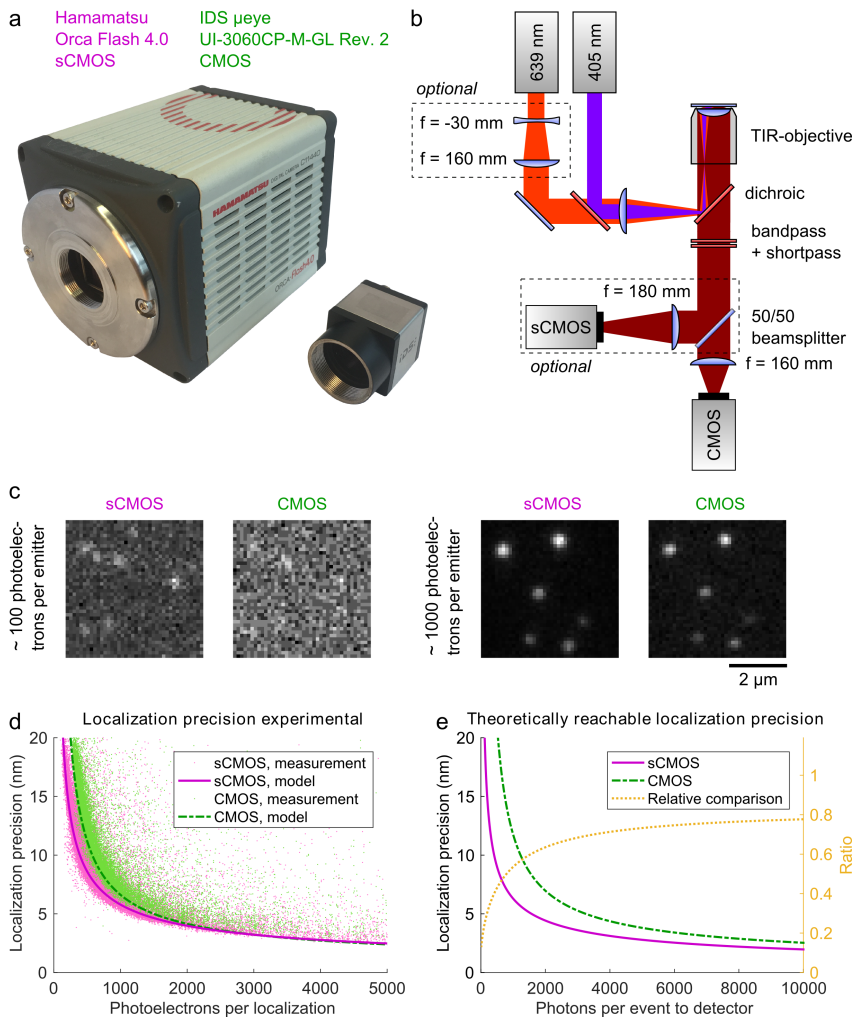 a
Hamamatsu
Orca Flash 4.0
sCMOS
IDS µeye
UI-3060CP-M-GL Rev. 2
CMOS
HAMAMATSU DIGITAL CAMERA C11440
ORCA Flash4.0
b
639 nm
405 nm
optional
f = -30 mm
f = 160 mm
TIR-objective
dichroic
bandpass
+ shortpass
f = 180 mm
sCMOS
50/50
beamsplitter
optional
f = 160 mm
CMOS
c
sCMOS
CMOS
~ 100 photoelec-
trons per emitter
sCMOS
CMOS
~ 1000 photoelec-
trons per emitter
2 µm
d
Localization precision experimental
Localization precision (nm)
20
15
10
5
0
sCMOS, measurement
sCMOS, model
CMOS, measurement
CMOS, model
0 1000 2000 3000 4000 5000
Photoelectrons per localization
e
Theoretically reachable localization precision
Localization precision (nm)
20
15
10
5
0
sCMOS
CMOS
Relative comparison
1
0.8
0.6
0.4
0.2
0
Ratio
0 2000 4000 6000 8000 10000
Photons per event to detector